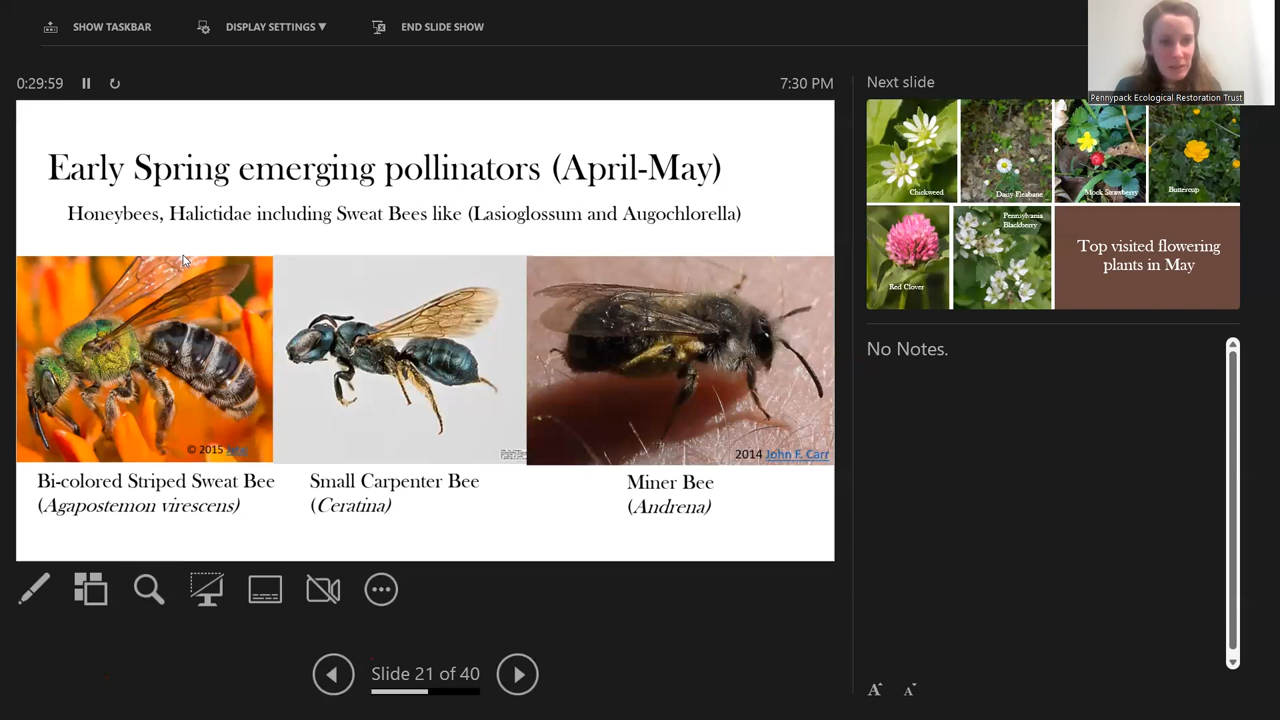 SHOW TASKBAR
DISPLAY SETTINGS ▼
END SLIDE SHOW
0:29:59
7:30 PM
Early Spring emerging pollinators (April-May)
Honeybees, Halictidae including Sweat Bees like (Lasioglossum and Augochlorella)
© 2015
2014 John F. Carr
Bi-colored Striped Sweat Bee
(Agapostemon virescens)
Small Carpenter Bee
(Ceratina)
Miner Bee
(Andrena)
Slide 21 of 40
Pennypack Ecological Restoration Trust
Next slide
Chickweed
Daisy Fleabane
Mock Strawberry
Buttercup
Red Clover
Pennsylvania
Blackberry
Top visited flowering
plants in May
No Notes.
A A